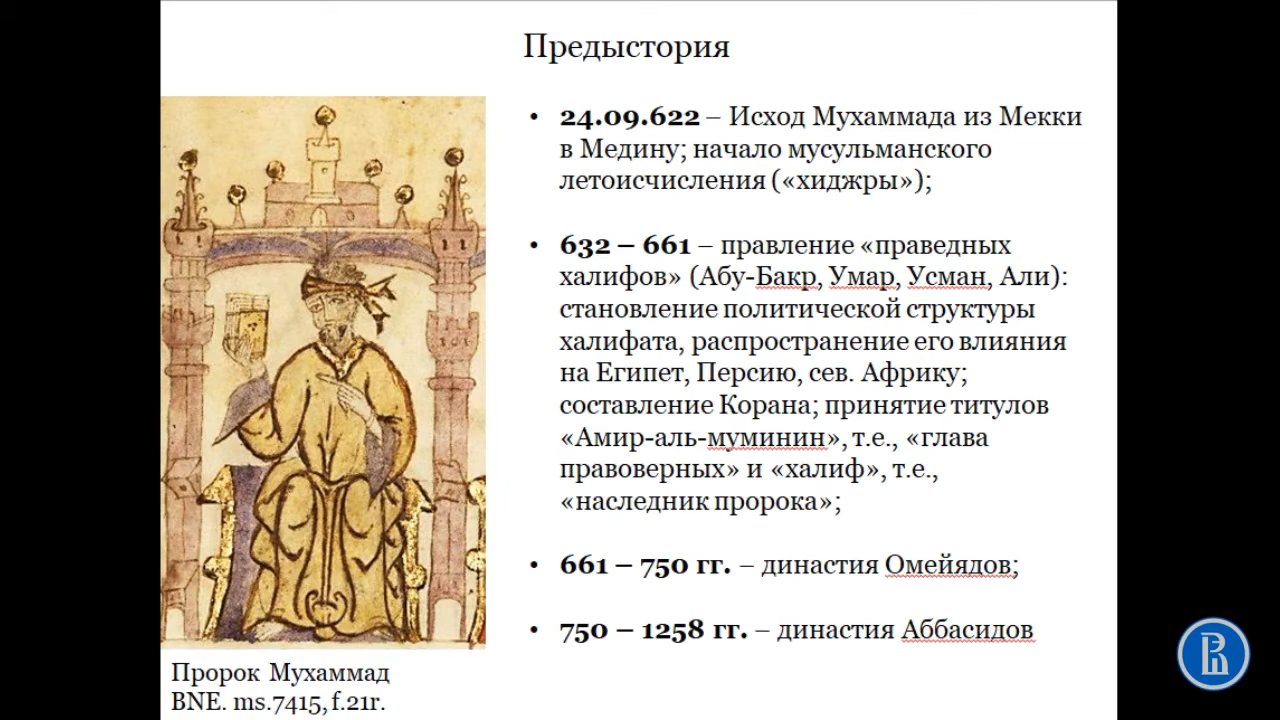 Предыстория
• 24.09.622 – Исход Мухаммада из Мекки
в Медину; начало мусульманского
летоисчисления («хиджры»);
• 632 – 661 – правление «праведных
халифов» (Абу-Бакр, Умар, Усман, Али):
становление политической структуры
халифата, распространение его влияния
на Египет, Персию, сев. Африку;
составление Корана; принятие титулов
«Амир-аль-муминин», т.е., «глава
правоверных» и «халиф», т.е.,
«наследник пророка»;
• 661 – 750 гг. – династия Омейядов;
• 750 – 1258 гг. – династия Аббасидов
Пророк Мухаммад
BNE. ms.7415, f.21r.